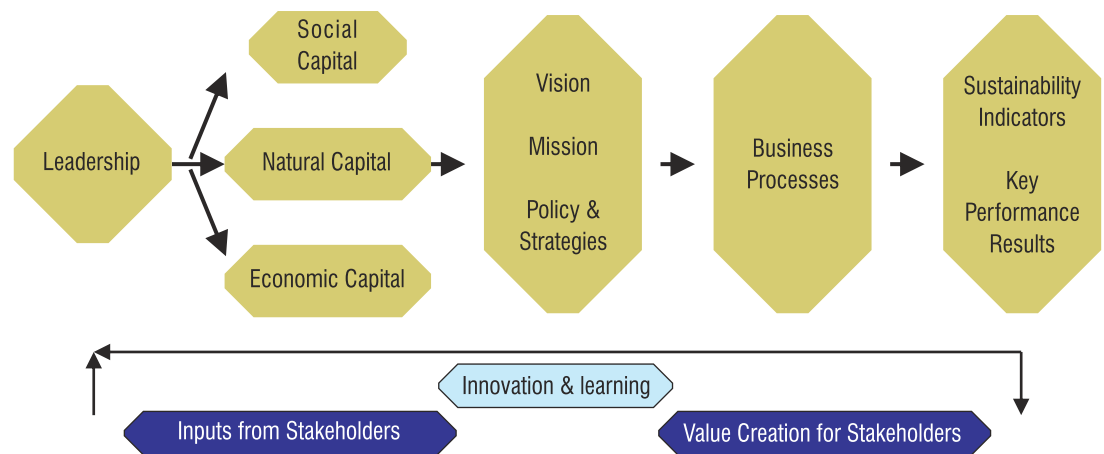 Leadership
Social
Capital
Natural Capital
Economic Capital
Vision
Mission
Policy &
Strategies
Business
Processes
Sustainability
Indicators
Key
Performance
Results
Innovation & learning
Inputs from Stakeholders
Value Creation for Stakeholders